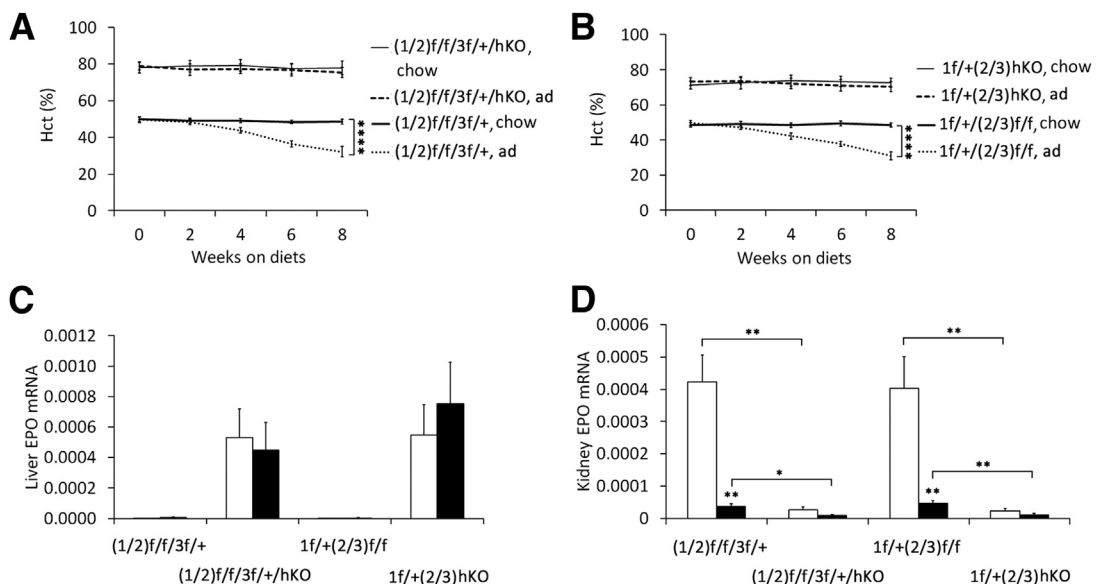 A
100
80
60
40
20
0
Hct (%)
0 2 4 6 8
Weeks on diets
****
(1/2)f/f/3f/+/hKO,
chow
(1/2)f/f/3f/+/hKO, ad
(1/2)f/f/3f/+, chow
(1/2)f/f/3f/+, ad
B
100
80
60
40
20
0
Hct (%)
0 2 4 6 8
Weeks on diets
****
1f/+(2/3)hKO, chow
1f/+(2/3)hKO, ad
1f/+/(2/3)f/f, chow
1f/+/(2/3)f/f, ad
C
0.0012
0.0010
0.0008
0.0006
0.0004
0.0002
0.0000
Liver EPO mRNA
(1/2)f/f/3f/+ 1f/+(2/3)f/f
(1/2)f/f/3f/+/hKO 1f/+(2/3)hKO
D
0.0006
0.0005
0.0004
0.0003
0.0002
0.0001
0
Kidney EPO mRNA
** **
* **
** **
(1/2)f/f/3f/+ 1f/+(2/3)f/f
(1/2)f/f/3f/+/hKO 1f/+(2/3)hKO